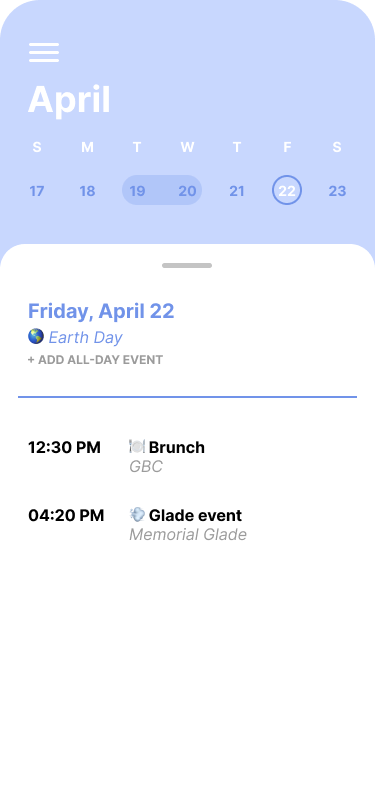 April
S M T W T F S
17 18 19 20 21 22 23
Friday, April 22
🌎 Earth Day
+ ADD ALL-DAY EVENT
12:30 PM 🍽 Brunch
GBC
04:20 PM 💨 Glade event
Memorial Glade